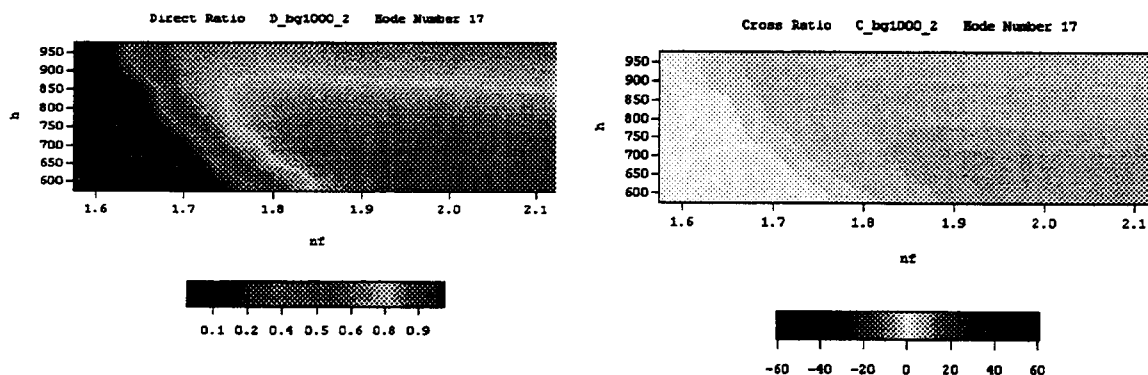 Direct Ratio D_bg1000_2 Mode Number 17
h
950
900
850
800
750
700
650
600
1.6 1.7 1.8 1.9 2.0 2.1
nf
0.1 0.2 0.4 0.5 0.6 0.8 0.9
Cross Ratio C_bg1000_2 Mode Number 17
h
950
900
850
800
750
700
650
600
1.6 1.7 1.8 1.9 2.0 2.1
nf
-60 -40 -20 0 20 40 60